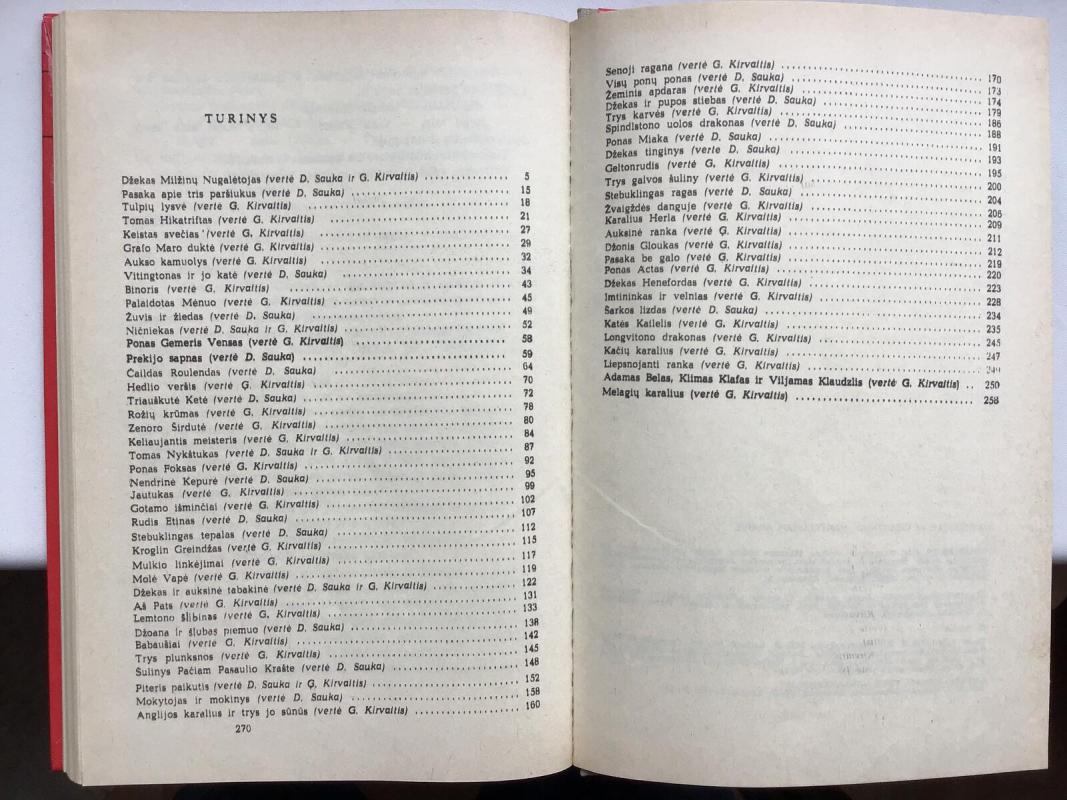 TURINYS
Džekas Milžinų Nugalėtojas (vertė D. Sauka ir G. Kirvaitis) 5
Pasaka apie tris paršiukus (vertė D. Sauka) 15
Tulpių lysvė (vertė G. Kirvaitis) 18
Tomas Hikatriftas (vertė G. Kirvaitis) 21
Keistas svečias (vertė G. Kirvaitis) 27
Grafo Maro duktė (vertė G. Kirvaitis) 29
Aukso kamuolys (vertė G. Kirvaitis) 32
Vitingtonas ir jo katė (vertė D. Sauka) 34
Binoris (vertė G. Kirvaitis) 43
Palaidotas Mėnuo (vertė G. Kirvaitis) 45
Žuvis ir žiedas (vertė D. Sauka) 49
Ničniekas (vertė D. Sauka ir G. Kirvaitis) 52
Ponas Gemeris Vensas (vertė G. Kirvaitis) 58
Prekijo sapnas (vertė D. Sauka) 59
Čaildas Roulendas (vertė D. Sauka) 64
Hedlio veršis (vertė G. Kirvaitis) 70
Triauškutė Ketė (vertė D. Sauka) 72
Rožių krūmas (vertė G. Kirvaitis) 78
Zenoro Širdutė (vertė G. Kirvaitis) 80
Keliaujantis meisteris (vertė G. Kirvaitis) 84
Tomas Nykštukas (vertė D. Sauka ir G. Kirvaitis) 87
Ponas Foksas (vertė G. Kirvaitis) 92
Nendrinė Kepurė (vertė D. Sauka) 95
Jautukas (vertė G. Kirvaitis) 99
Gotamo išminčiai (vertė G. Kirvaitis) 102
Rudis Etinas (vertė D. Sauka) 107
Stebuklingas tepalas (vertė D. Sauka) 112
Kroglin Greindžas (vertė G. Kirvaitis) 115
Mulkio linkėjimai (vertė G. Kirvaitis) 117
Molė Vapė (vertė G. Kirvaitis) 119
Džekas ir auksinė tabakinė (vertė D. Sauka ir G. Kirvaitis) 122
Aš Pats (vertė G. Kirvaitis) 131
Lemtono šlibinas (vertė G. Kirvaitis) 133
Džoana ir šlubas piemuo (vertė D. Sauka) 138
Babaušiai (vertė G. Kirvaitis) 142
Trys plunksnos (vertė G. Kirvaitis) 145
Šulinys Pačiam Pasaulio Krašte (vertė D. Sauka) 148
Piteris paikutis (vertė D. Sauka ir G. Kirvaitis) 152
Mokytojas ir mokinys (vertė D. Sauka) 158
Anglijos karalius ir trys jo sūnūs (vertė G. Kirvaitis) 160
270
Senoji ragana (vertė G. Kirvaitis) 170
Visų ponų ponas (vertė D. Sauka) 173
Žeminis apdaras (vertė G. Kirvaitis) 174
Džekas ir pupos stiebas (vertė D. Sauka) 179
Trys karvės (vertė G. Kirvaitis) 186
Spindlstono uolos drakonas (vertė D. Sauka) 188
Ponas Miaka (vertė D. Sauka) 191
Džekas tinginys (vertė D. Sauka) 193
Geltonrudis (vertė G. Kirvaitis) 195
Trys galvos šuliny (vertė G. Kirvaitis) 200
Stebuklingas ragas (vertė D. Sauka) 204
Žvaigždės danguje (vertė G. Kirvaitis) 206
Karalius Herla (vertė G. Kirvaitis) 209
Auksinė ranka (vertė G. Kirvaitis) 211
Džonis Gloukas (vertė G. Kirvaitis) 212
Pasaka be galo (vertė G. Kirvaitis) 219
Ponas Actas (vertė G. Kirvaitis) 220
Džekas Henefordas (vertė G. Kirvaitis) 223
Imtininkas ir velnias (vertė G. Kirvaitis) 228
Šarkos lizdas (vertė D. Sauka) 234
Katės Kailelis (vertė G. Kirvaitis) 235
Longvitono drakonas (vertė G. Kirvaitis) 245
Kačių karalius (vertė G. Kirvaitis) 247
Liepsnojanti ranka (vertė G. Kirvaitis) 249
Adamas Belas, Klimas Klafas ir Viljamas Klaudzlis (vertė G. Kirvaitis) 250
Melagių karalius (vertė G. Kirvaitis) 258